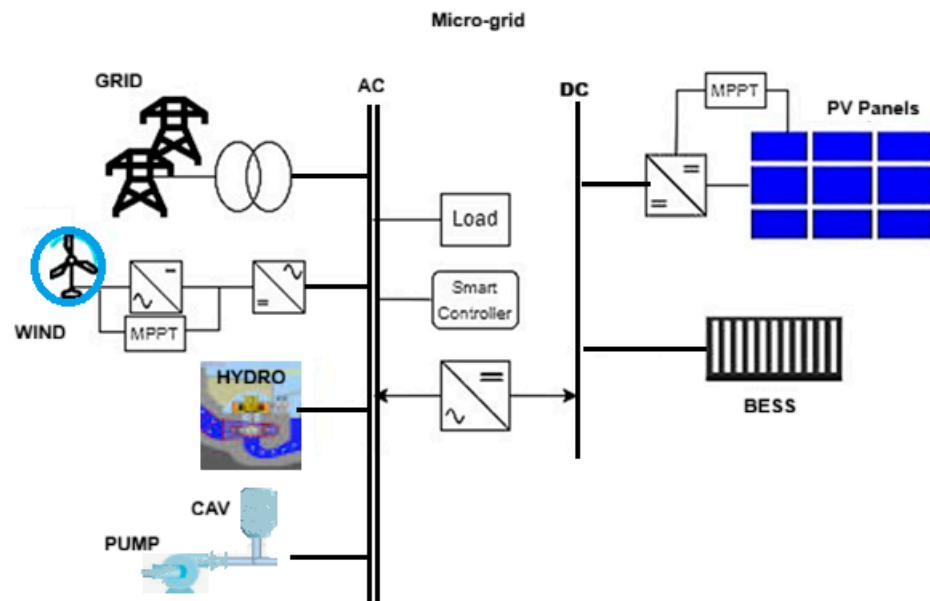 Micro-grid
GRID
AC
DC
MPPT
PV Panels
Load
WIND
MPPT
Smart
Controller
HYDRO
BESS
CAV
PUMP